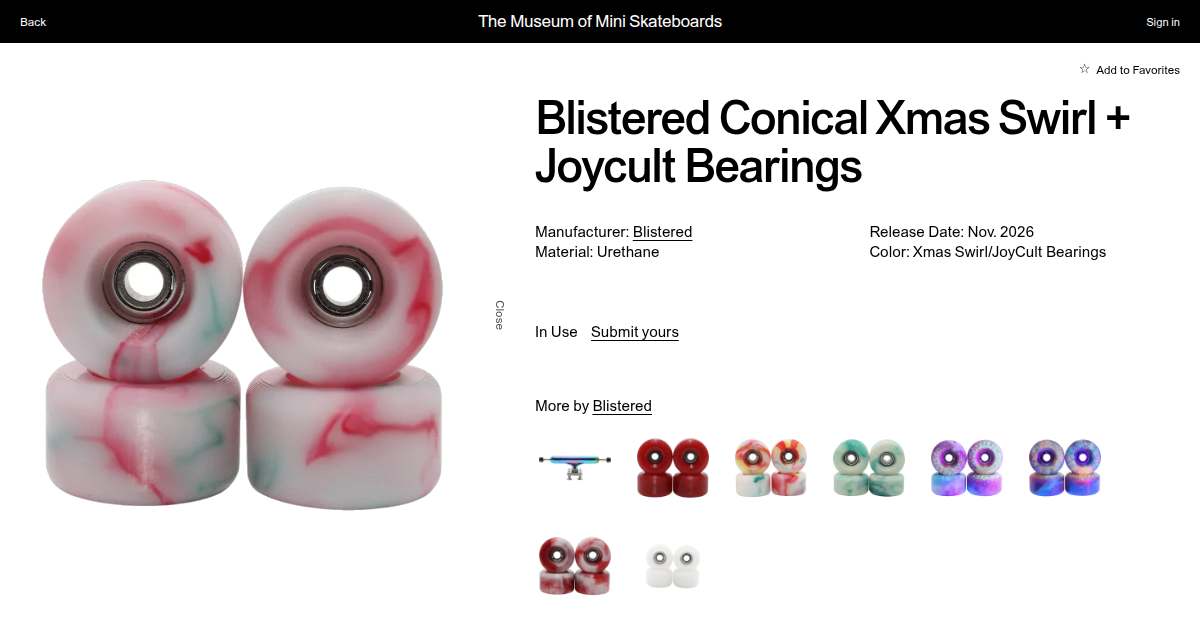 Back
The Museum of Mini Skateboards
Sign in
☆ Add to Favorites
Blistered Conical Xmas Swirl +
Joycult Bearings
Manufacturer: Blistered
Material: Urethane
Release Date: Nov. 2026
Color: Xmas Swirl/JoyCult Bearings
Close
In Use Submit yours
More by Blistered